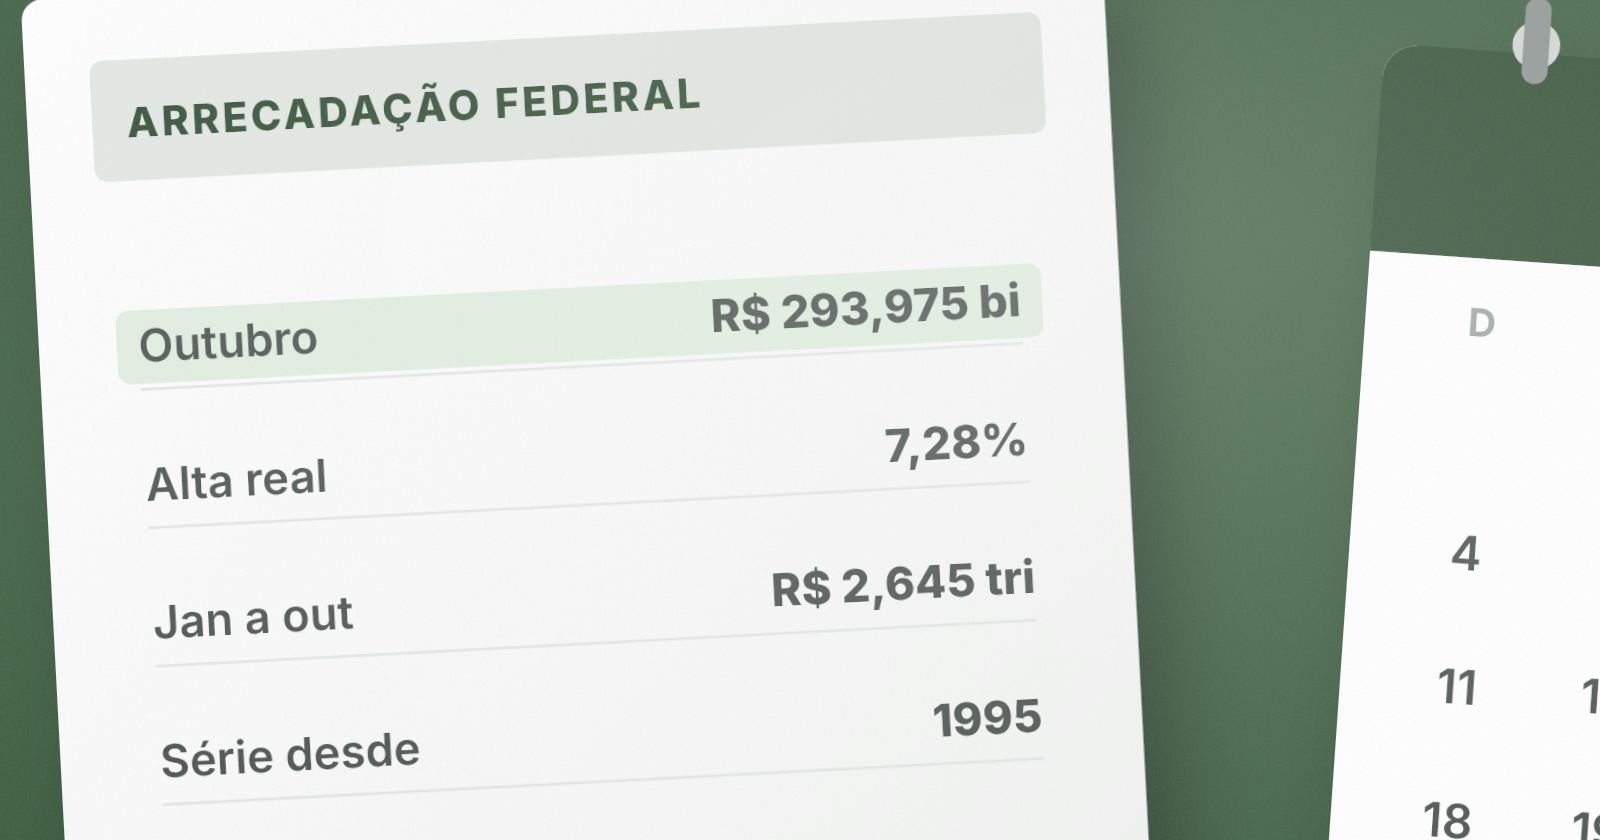 ARRECADAÇÃO FEDERAL
Outubro R$ 293,975 bi
Alta real 7,28%
Jan a out R$ 2,645 tri
Série desde 1995
D
4
11
18